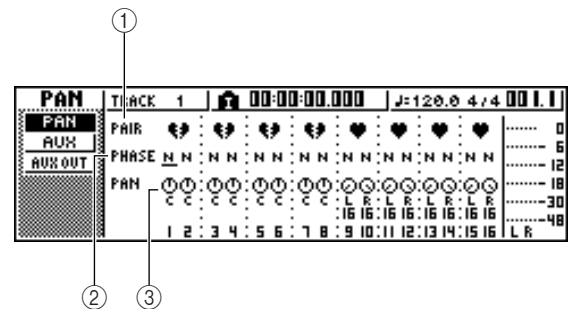 ①
PAN TRACK 1 00:00:00.000 ♩=120.0 4/4 001.1
PAN
AUX
AUX OUT
PAIR
② PHASE N N N N N N N N N N N N N N N N
PAN
C C C C C C C C L R L R L R L R
16 16 16 16 16 16 16 16
1 2 3 4 5 6 7 8 9 10 11 12 13 14 15 16
0
6
12
30
48
L R
② ③